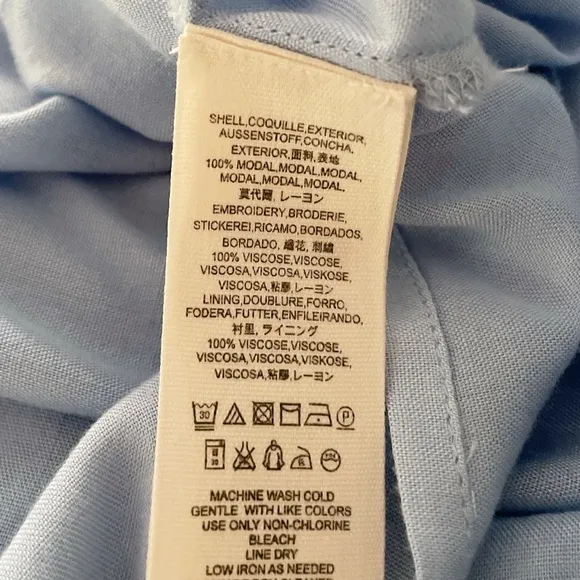 SHELL,COQUILLE,EXTERIOR,
AUSSENSTOFF,CONCHA,
EXTERIOR,面料,表地
100% MODAL,MODAL,MODAL,
MODAL,MODAL,MODAL,
莫代爾, レーヨン
EMBROIDERY,BRODERIE,
STICKEREI,RICAMO,BORDADOS,
BORDADO, 繡花, 刺繍
100% VISCOSE,VISCOSE,
VISCOSA,VISCOSA,VISKOSE,
VISCOSA,粘膠,レーヨン
LINING,DOUBLURE,FORRO,
FODERA,FUTTER,ENFILEIRANDO,
衬里, ライニング
100% VISCOSE,VISCOSE,
VISCOSA,VISCOSA,VISKOSE,
VISCOSA,粘膠,レーヨン
30 P
MACHINE WASH COLD
GENTLE WITH LIKE COLORS
USE ONLY NON-CHLORINE
BLEACH
LINE DRY
LOW IRON AS NEEDED